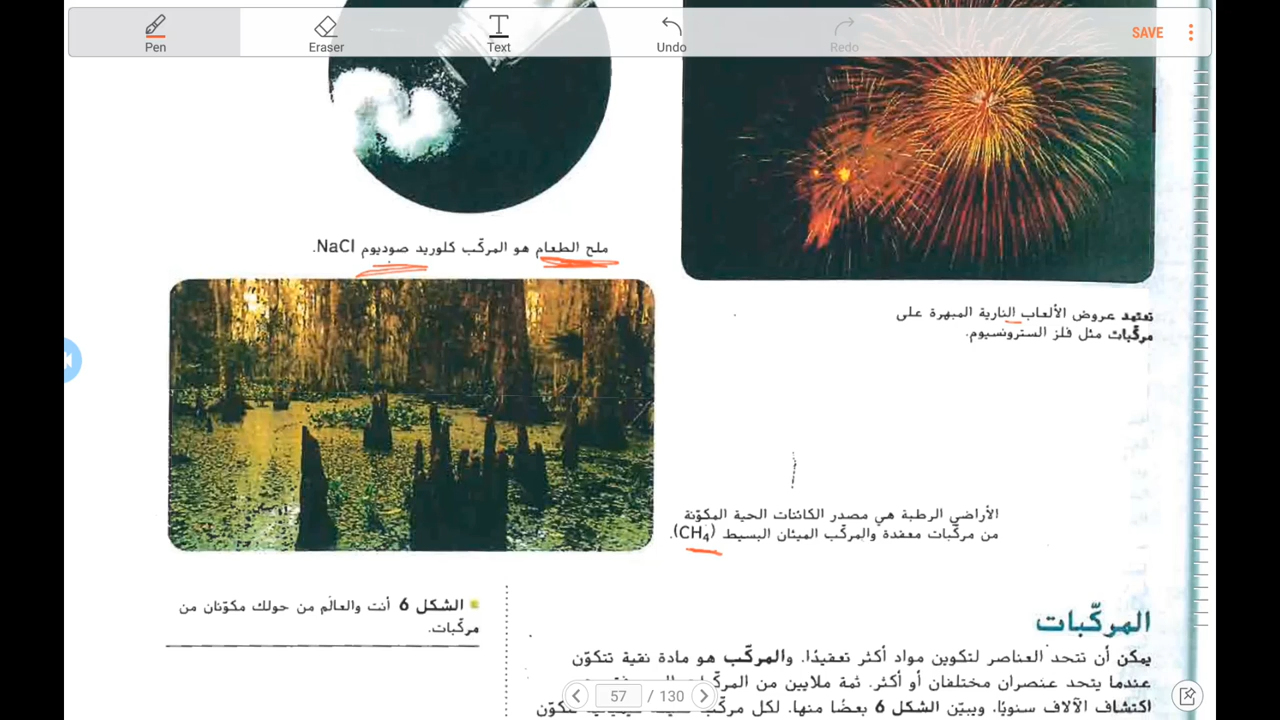 Pen
Eraser
Text
Undo
Redo
SAVE
ملح الطعام هو المركّب كلوريد صوديوم NaCl.
تعتمد عروض الألعاب النارية المبهرة على
مركّبات مثل فلز السترونسيوم.
الأراضي الرطبة هي مصدر الكائنات الحية المكوّنة
من مركّبات معقدة والمركّب الميثان البسيط (CH4).
الشكل 6 أنت والعالَم من حولك مكوّنان من
مركّبات.
المركّبات
يمكن أن تتحد العناصر لتكوين مواد أكثر تعقيدًا. والمركّب هو مادة نقية تتكوّن
عندما يتحد عنصران مختلفان أو أكثر. ثمة ملايين من
57 / 130
اكتشاف الآلاف سنويًا. ويبيّن الشكل 6 بعضًا منها. لكل مركّب